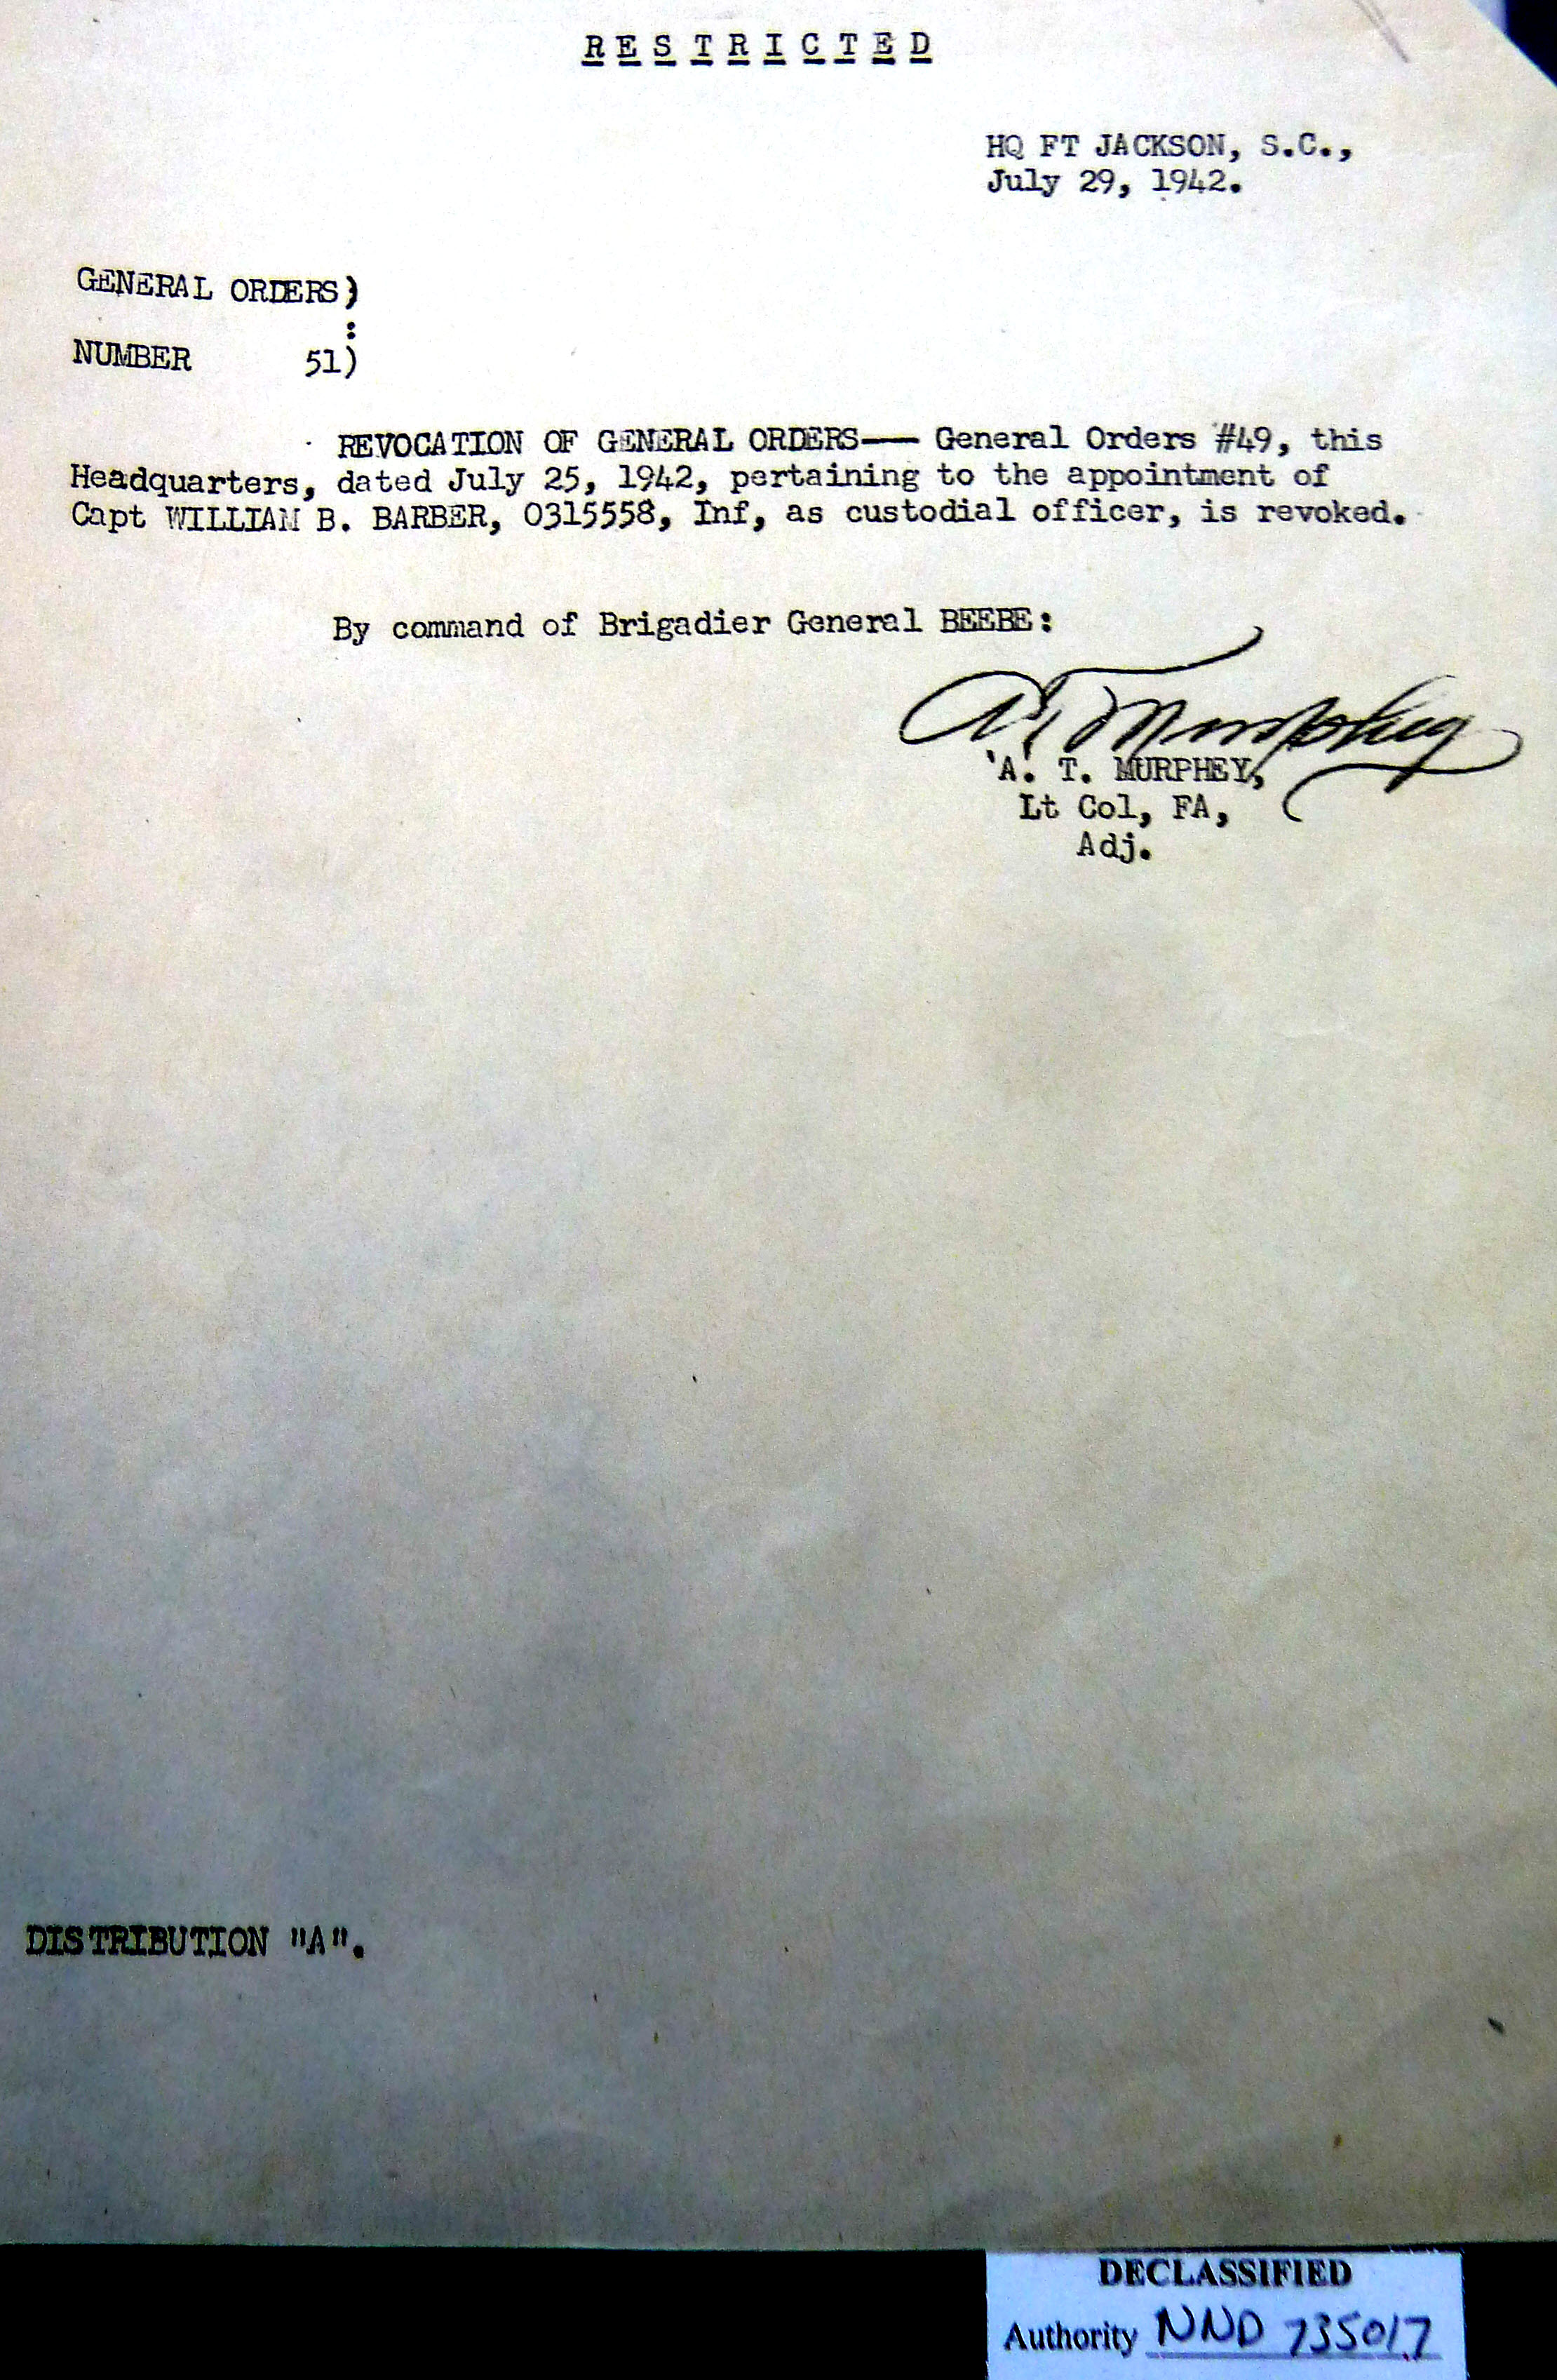 R E S T R I C T E D
HQ FT JACKSON, S.C.,
July 29, 1942.
GENERAL ORDERS)
:
NUMBER 51)
REVOCATION OF GENERAL ORDERS—— General Orders #49, this
Headquarters, dated July 25, 1942, pertaining to the appointment of
Capt WILLIAM B. BARBER, O315558, Inf, as custodial officer, is revoked.
By command of Brigadier General BEEBE:
A. T. Murphey
A. T. MURPHEY,
Lt Col, FA,
Adj.
DISTRIBUTION "A".
DECLASSIFIED
Authority NND 735017